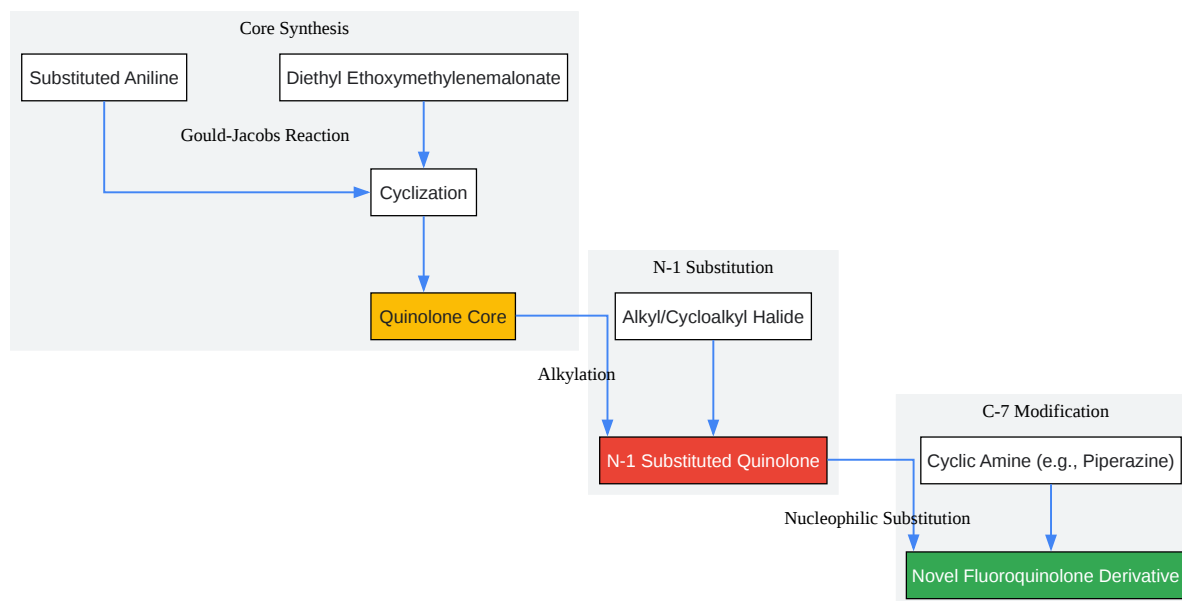 Core Synthesis
Substituted Aniline
Diethyl Ethoxymethylenemalonate
Gould-Jacobs Reaction
Cyclization
Quinolone Core
N-1 Substitution
Alkyl/Cycloalkyl Halide
Alkylation
N-1 Substituted Quinolone
C-7 Modification
Cyclic Amine (e.g., Piperazine)
Nucleophilic Substitution
Novel Fluoroquinolone Derivative